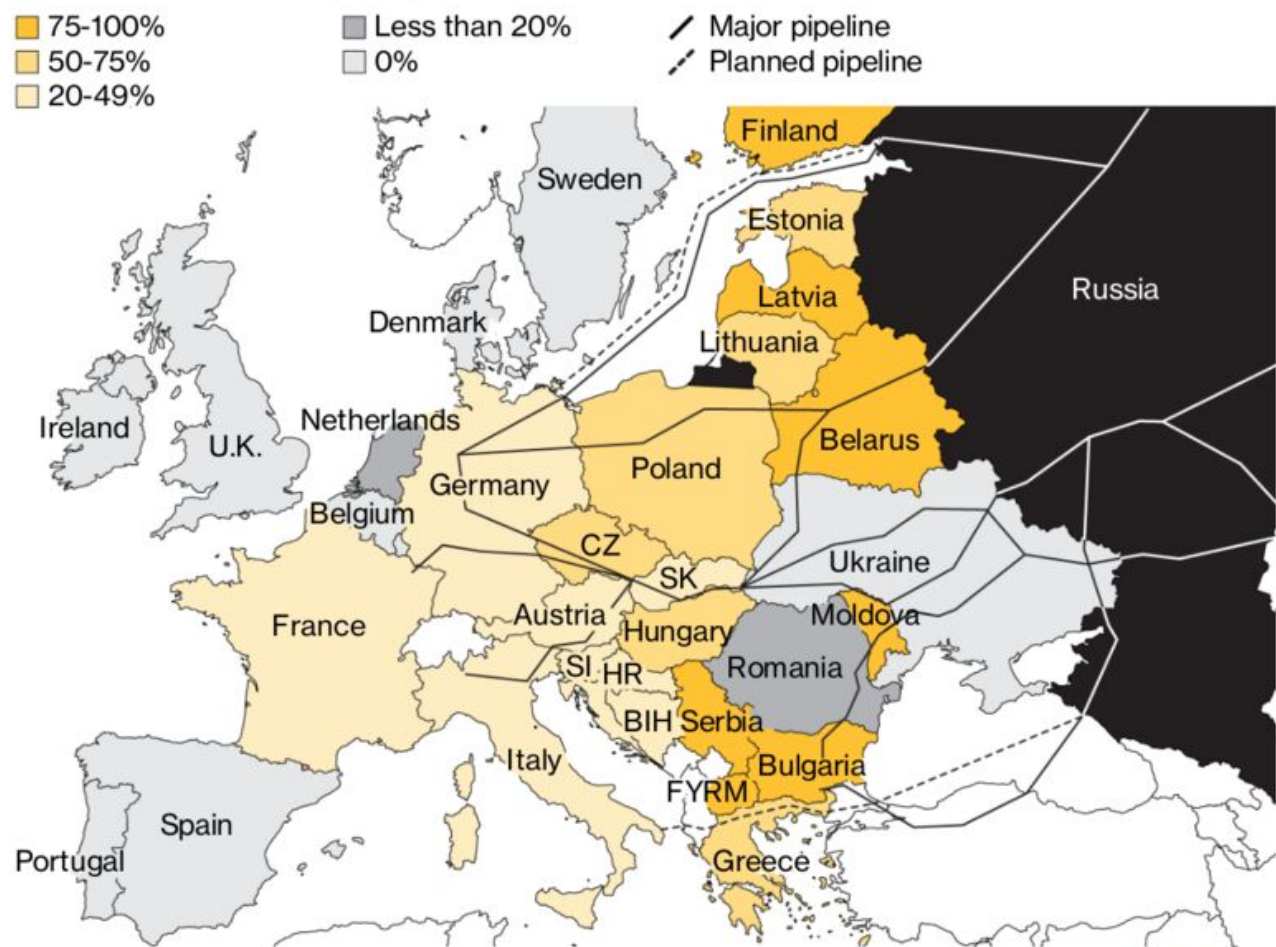 75-100%
50-75%
20-49%
Less than 20%
0%
Major pipeline
Planned pipeline
Finland
Sweden
Estonia
Russia
Latvia
Denmark
Lithuania
Netherlands
Ireland
U.K.
Belarus
Poland
Germany
Belgium
CZ
Ukraine
SK
Austria
Moldova
France
Hungary
SI
HR
Romania
BIH
Serbia
Italy
Bulgaria
FYRM
Spain
Portugal
Greece